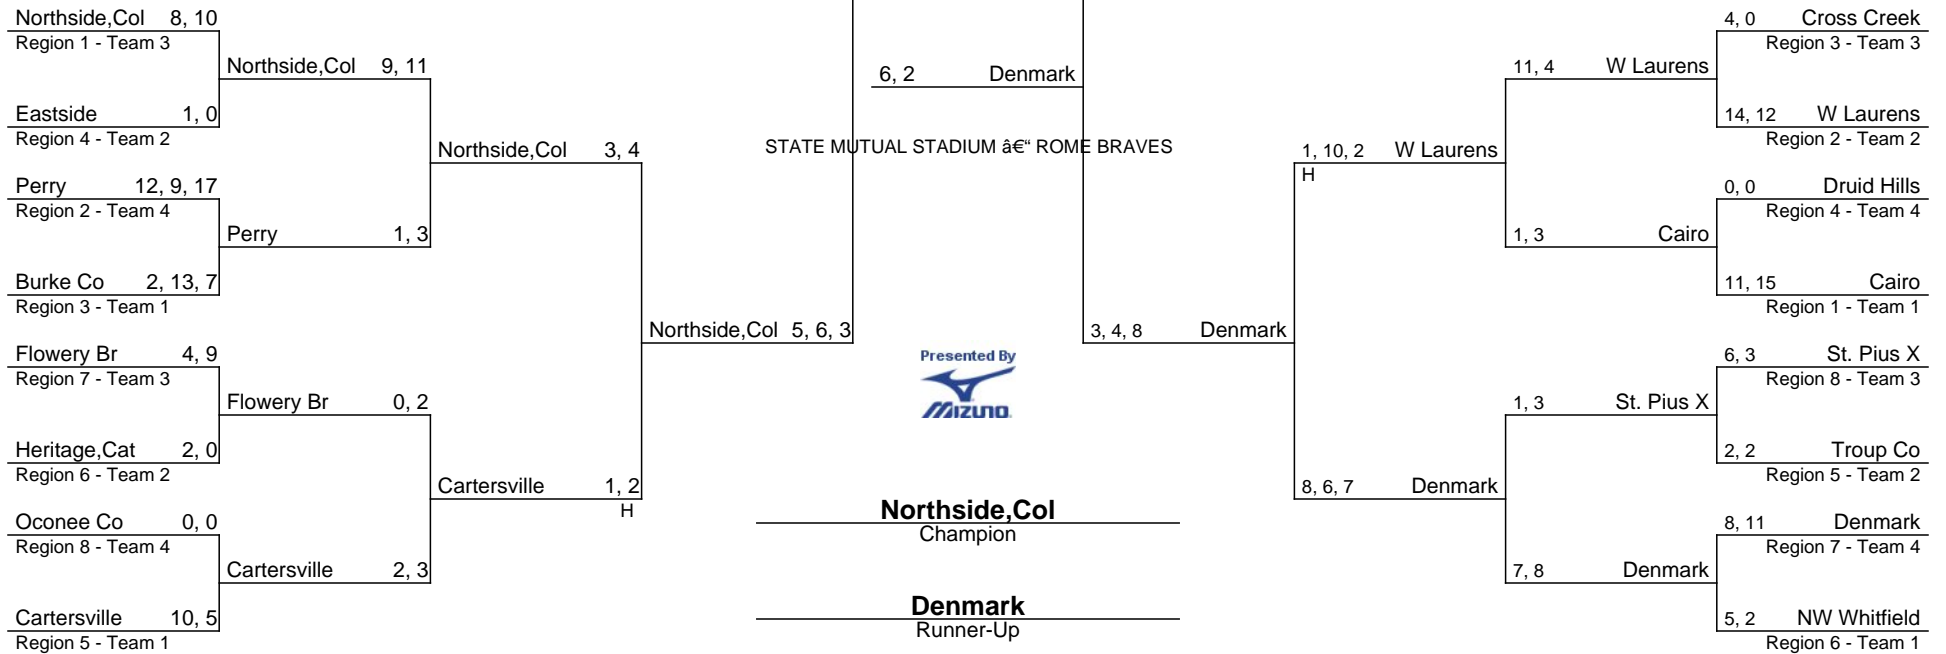 Northside,Col 8, 10
Region 1 - Team 3
Northside,Col 9, 11
Eastside 1, 0
Region 4 - Team 2
Northside,Col 3, 4
Perry 12, 9, 17
Region 2 - Team 4
Perry 1, 3
Burke Co 2, 13, 7
Region 3 - Team 1
Northside,Col 5, 6, 3
Flowery Br 4, 9
Region 7 - Team 3
Flowery Br 0, 2
Heritage,Cat 2, 0
Region 6 - Team 2
Cartersville 1, 2
H
Oconee Co 0, 0
Region 8 - Team 4
Cartersville 2, 3
Cartersville 10, 5
Region 5 - Team 1
6, 2 Denmark
STATE MUTUAL STADIUM â€“ ROME BRAVES
Presented By
MIZUNO
Northside,Col
Champion
Denmark
Runner-Up
4, 0 Cross Creek
Region 3 - Team 3
11, 4 W Laurens
14, 12 W Laurens
Region 2 - Team 2
1, 10, 2 W Laurens
H
0, 0 Druid Hills
Region 4 - Team 4
1, 3 Cairo
11, 15 Cairo
Region 1 - Team 1
3, 4, 8 Denmark
6, 3 St. Pius X
Region 8 - Team 3
1, 3 St. Pius X
2, 2 Troup Co
Region 5 - Team 2
8, 6, 7 Denmark
8, 11 Denmark
Region 7 - Team 4
7, 8 Denmark
5, 2 NW Whitfield
Region 6 - Team 1